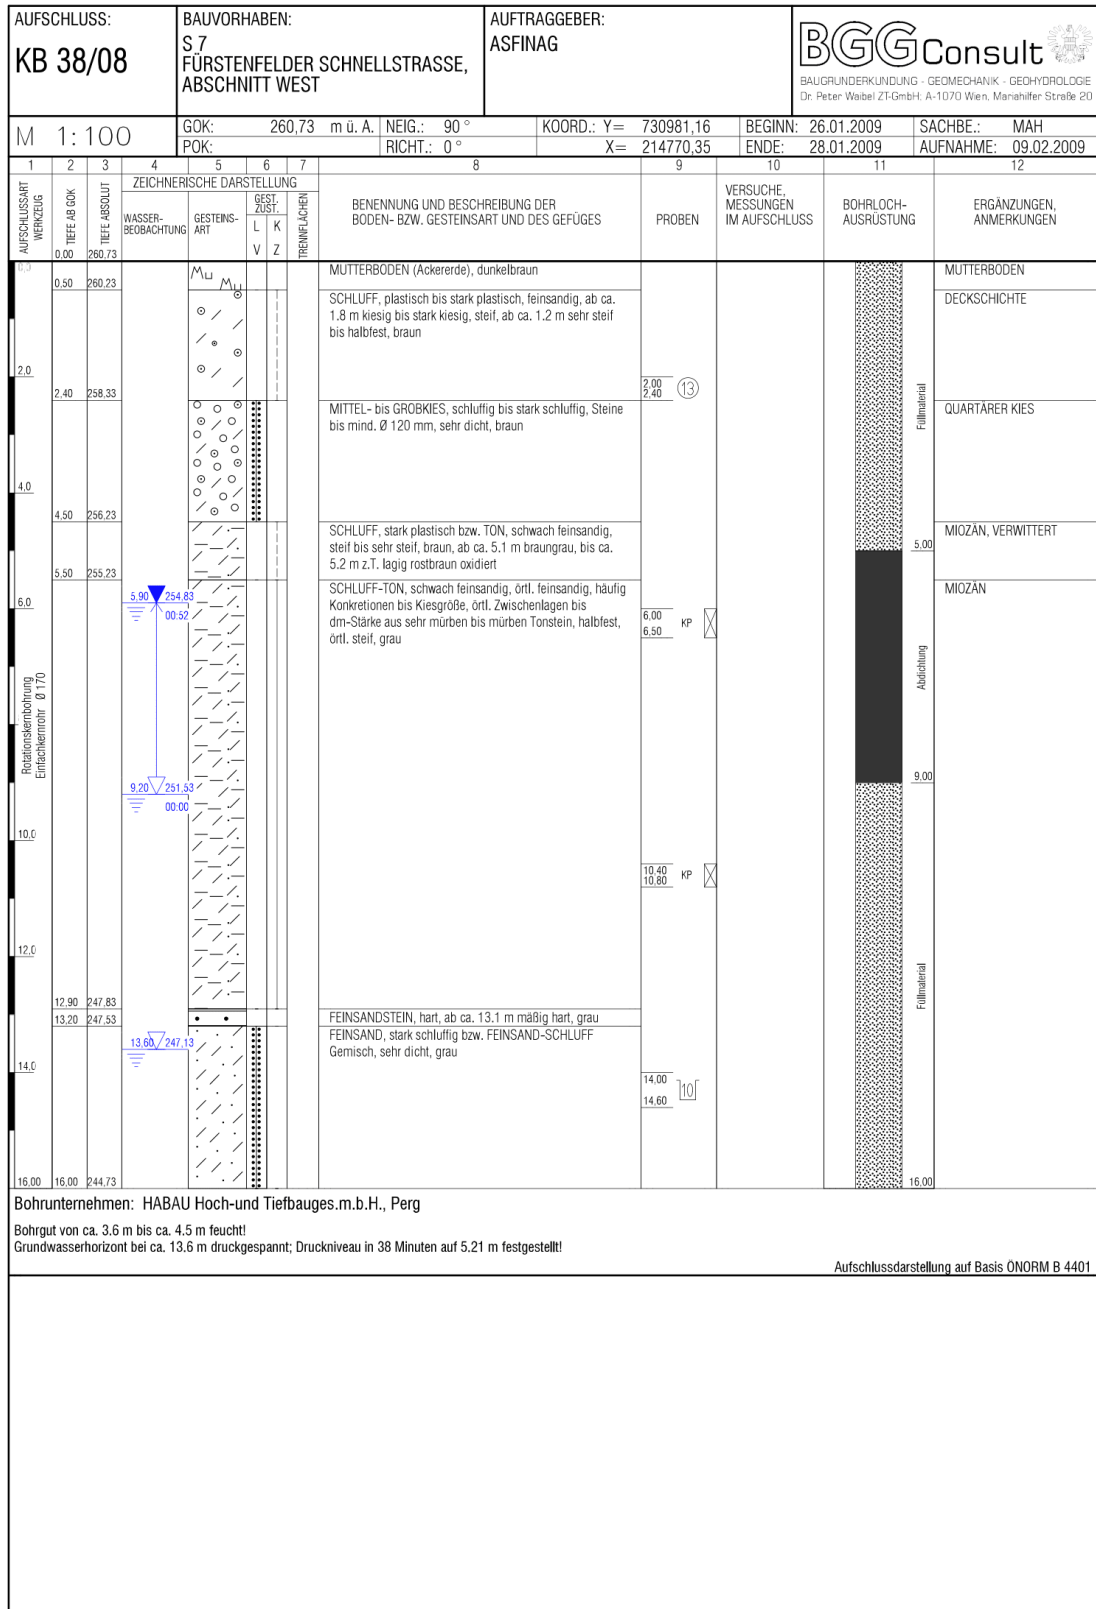 AUFSCHLUSS:
KB 38/08
BAUVORHABEN:
S 7
FÜRSTENFELDER SCHNELLSTRASSE,
ABSCHNITT WEST
AUFTRAGGEBER:
ASFINAG
BGG Consult
BAUGRUNDERKUNDUNG - GEOMECHANIK - GEOHYDROLOGIE
Dr. Peter Waibel ZT-GmbH: A-1070 Wien, Mariahilfer Straße 20
M 1:100
GOK: 260,73 m ü. A. NEIG.: 90 ° KOORD.: Y= 730981,16 BEGINN: 26.01.2009 SACHBE.: MAH
POK: RICHT.: 0 ° X= 214770,35 ENDE: 28.01.2009 AUFNAHME: 09.02.2009
1 2 3 4 5 6 7 8 9 10 11 12
AUFSCHLUSSART
WERKZEUG
TIEFE AB GOK
0,00
TIEFE ABSOLUT
260,73
ZEICHNERISCHE DARSTELLUNG
WASSER-
BEOBACHTUNG
GESTEINS-
ART
GEST.
ZUST.
L K
V Z
TRENNFLÄCHEN
BENENNUNG UND BESCHREIBUNG DER
BODEN- BZW. GESTEINSART UND DES GEFÜGES
PROBEN
VERSUCHE,
MESSUNGEN
IM AUFSCHLUSS
BOHRLOCH-
AUSRÜSTUNG
ERGÄNZUNGEN,
ANMERKUNGEN
0,0
Mu Mu
MUTTERBODEN (Ackererde), dunkelbraun
MUTTERBODEN
0,50 260,23
SCHLUFF, plastisch bis stark plastisch, feinsandig, ab ca.
1.8 m kiesig bis stark kiesig, steif, ab ca. 1.2 m sehr steif
bis halbfest, braun
DECKSCHICHTE
2,0
2,00
2,40
13
2,40 258,33
MITTEL- bis GROBKIES, schluffig bis stark schluffig, Steine
bis mind. Ø 120 mm, sehr dicht, braun
Füllmaterial
QUARTÄRER KIES
4,0
4,50 256,23
SCHLUFF, stark plastisch bzw. TON, schwach feinsandig,
steif bis sehr steif, braun, ab ca. 5.1 m braungrau, bis ca.
5.2 m z.T. lagig rostbraun oxidiert
5,00
MIOZÄN, VERWITTERT
5,50 255,23
SCHLUFF-TON, schwach feinsandig, örtl. feinsandig, häufig
Konkretionen bis Kiesgröße, örtl. Zwischenlagen bis
dm-Stärke aus sehr mürben bis mürben Tonstein, halbfest,
örtl. steif, grau
MIOZÄN
5,90 254,83
00:52
6,0
6,00
6,50
KP
Abdichtung
Rotationskernbohrung
Einfachkernrohr Ø 170
9,20 251,53
00:00
9,00
10,0
10,40
10,80
KP
12,0
Füllmaterial
12,90 247,83
FEINSANDSTEIN, hart, ab ca. 13.1 m mäßig hart, grau
13,20 247,53
FEINSAND, stark schluffig bzw. FEINSAND-SCHLUFF
Gemisch, sehr dicht, grau
13,60 247,13
14,0
14,00
14,60
10
16,00 16,00 244,73
16,00
Bohrunternehmen: HABAU Hoch-und Tiefbauges.m.b.H., Perg
Bohrgut von ca. 3.6 m bis ca. 4.5 m feucht!
Grundwasserhorizont bei ca. 13.6 m druckgespannt; Druckniveau in 38 Minuten auf 5.21 m festgestellt!
Aufschlussdarstellung auf Basis ÖNORM B 4401